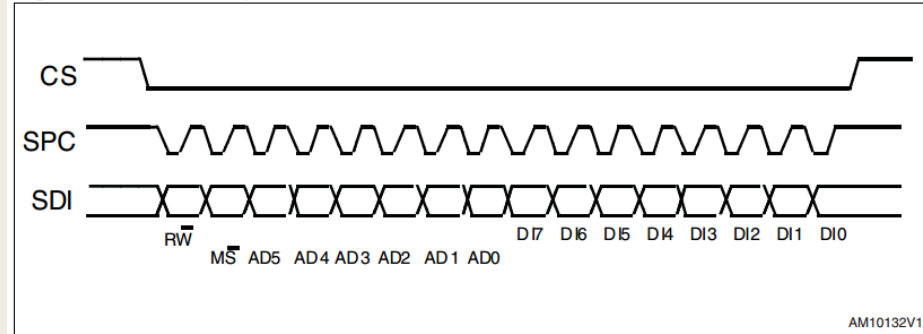 CS
SPC
SDI
RW DI7 DI6 DI5 DI4 DI3 DI2 DI1 DI0
MS AD5 AD4 AD3 AD2 AD1 AD0
AM10132V1